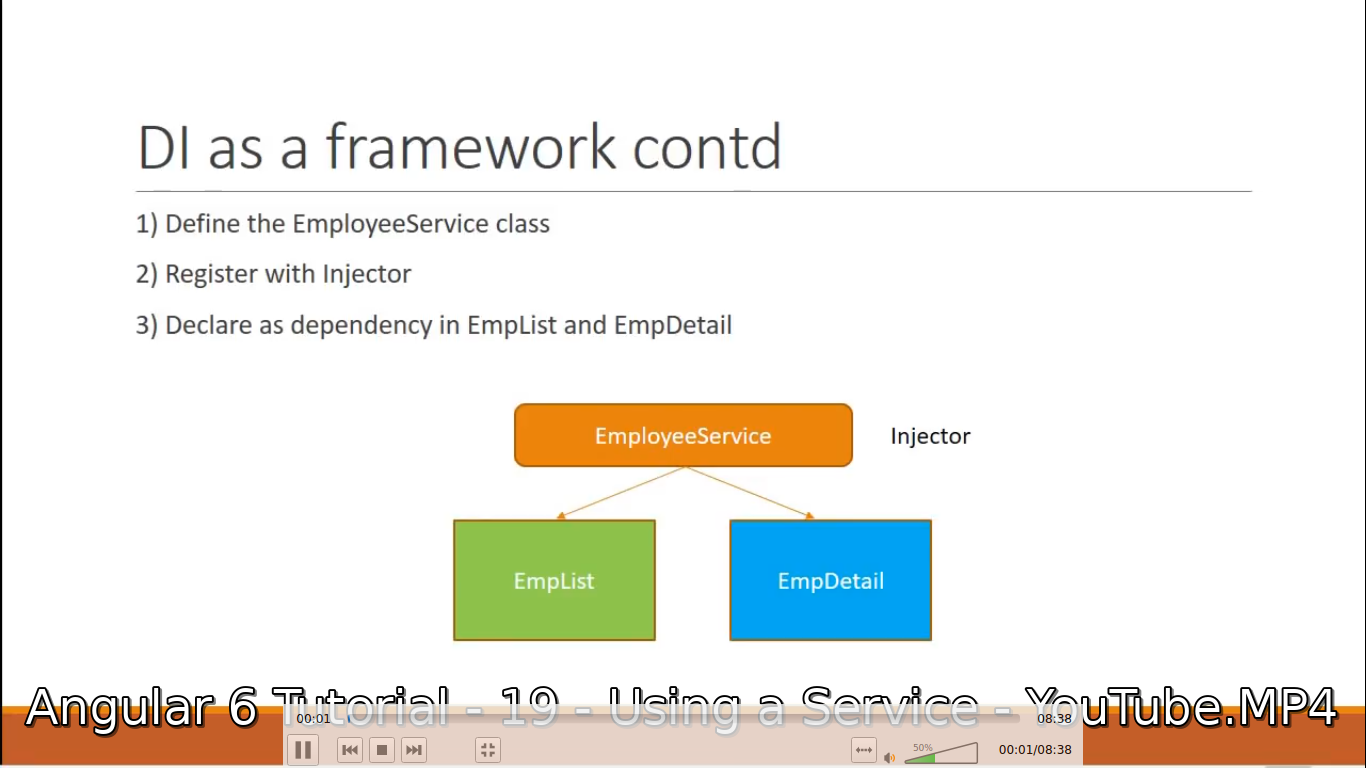 DI as a framework contd
1) Define the EmployeeService class
2) Register with Injector
3) Declare as dependency in EmpList and EmpDetail
EmployeeService
Injector
EmpList
EmpDetail
Angular 6 Tutorial - 19 - Using a Service - YouTube.MP4
00:01
08:38
50%
00:01/08:38